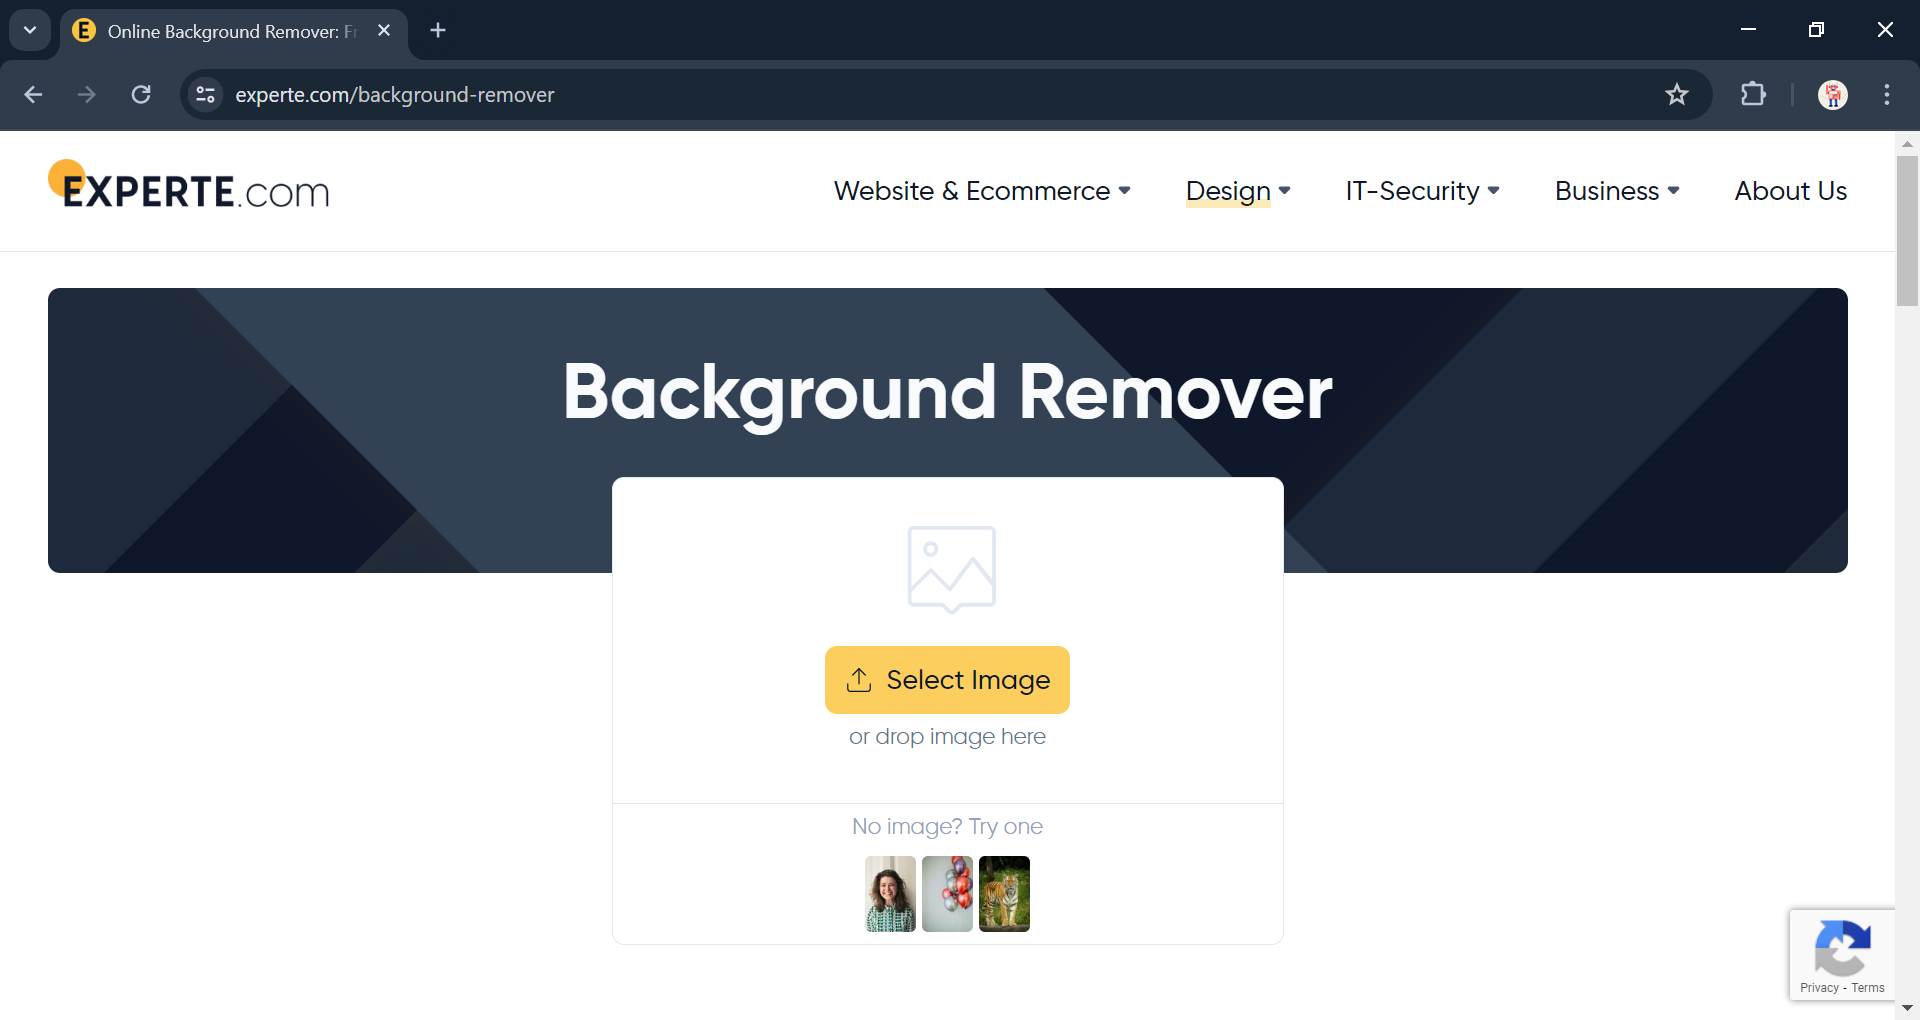 Online Background Remover: Fr
experte.com/background-remover
EXPERTE.com
Website & Ecommerce
Design
IT-Security
Business
About Us
Background Remover
Select Image
or drop image here
No image? Try one
Privacy - Terms